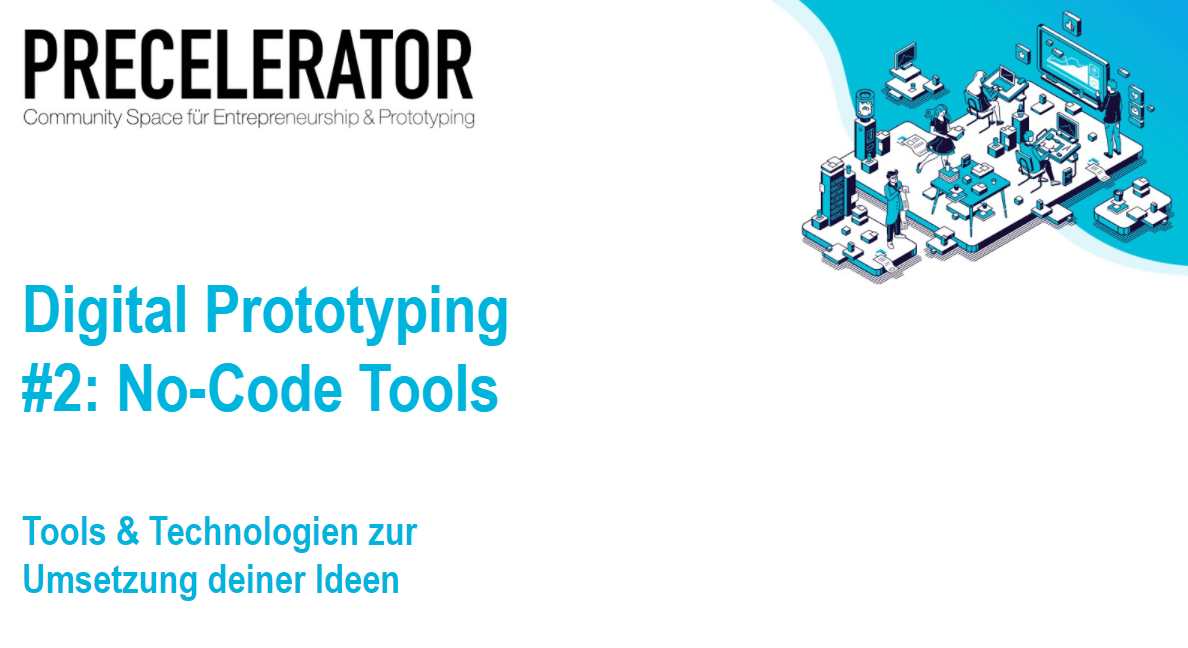 PRECELERATOR
Community Space für Entrepreneurship & Prototyping
Digital Prototyping
#2: No-Code Tools
Tools & Technologien zur
Umsetzung deiner Ideen